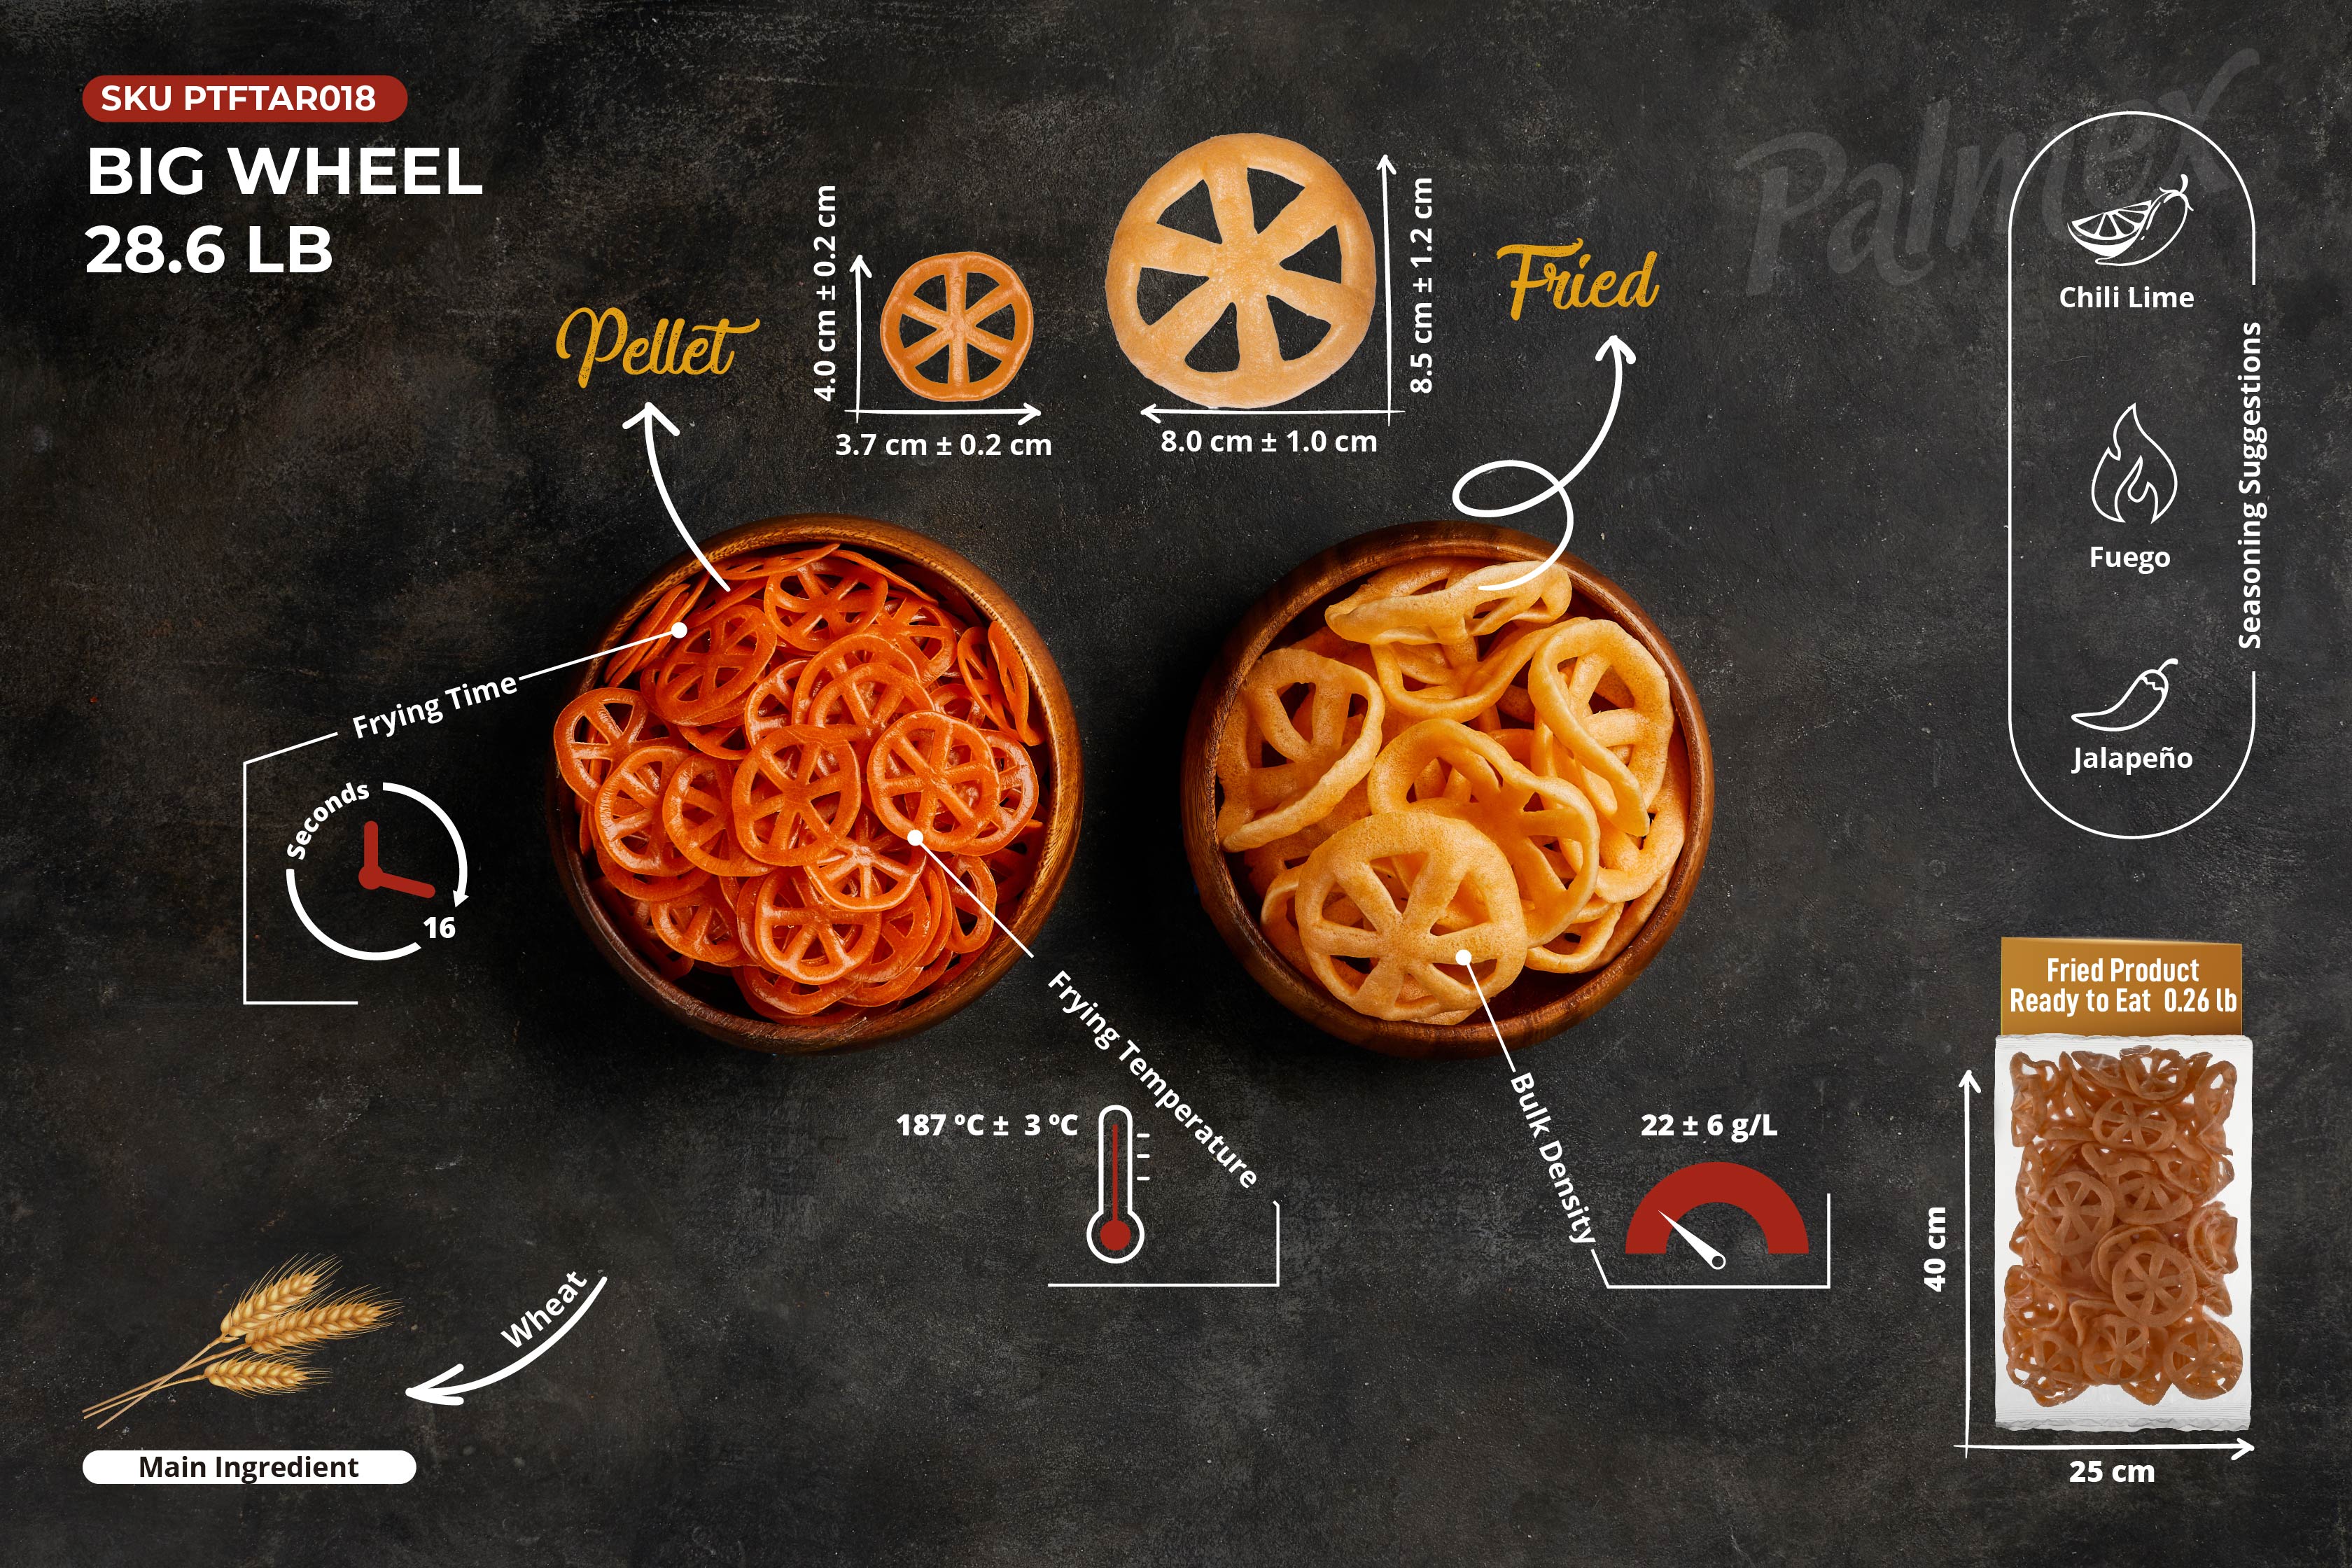 SKU PTFTAR018
BIG WHEEL
28.6 LB
Palmex
Pellet
4.0 cm ± 0.2 cm
3.7 cm ± 0.2 cm
8.5 cm ± 1.2 cm
8.0 cm ± 1.0 cm
Fried
Chili Lime
Fuego
Jalapeño
Seasoning Suggestions
Frying Time
Seconds
16
Frying Temperature
187 ºC ± 3 ºC
Bulk Density
22 ± 6 g/L
Fried Product
Ready to Eat 0.26 lb
40 cm
25 cm
Wheat
Main Ingredient